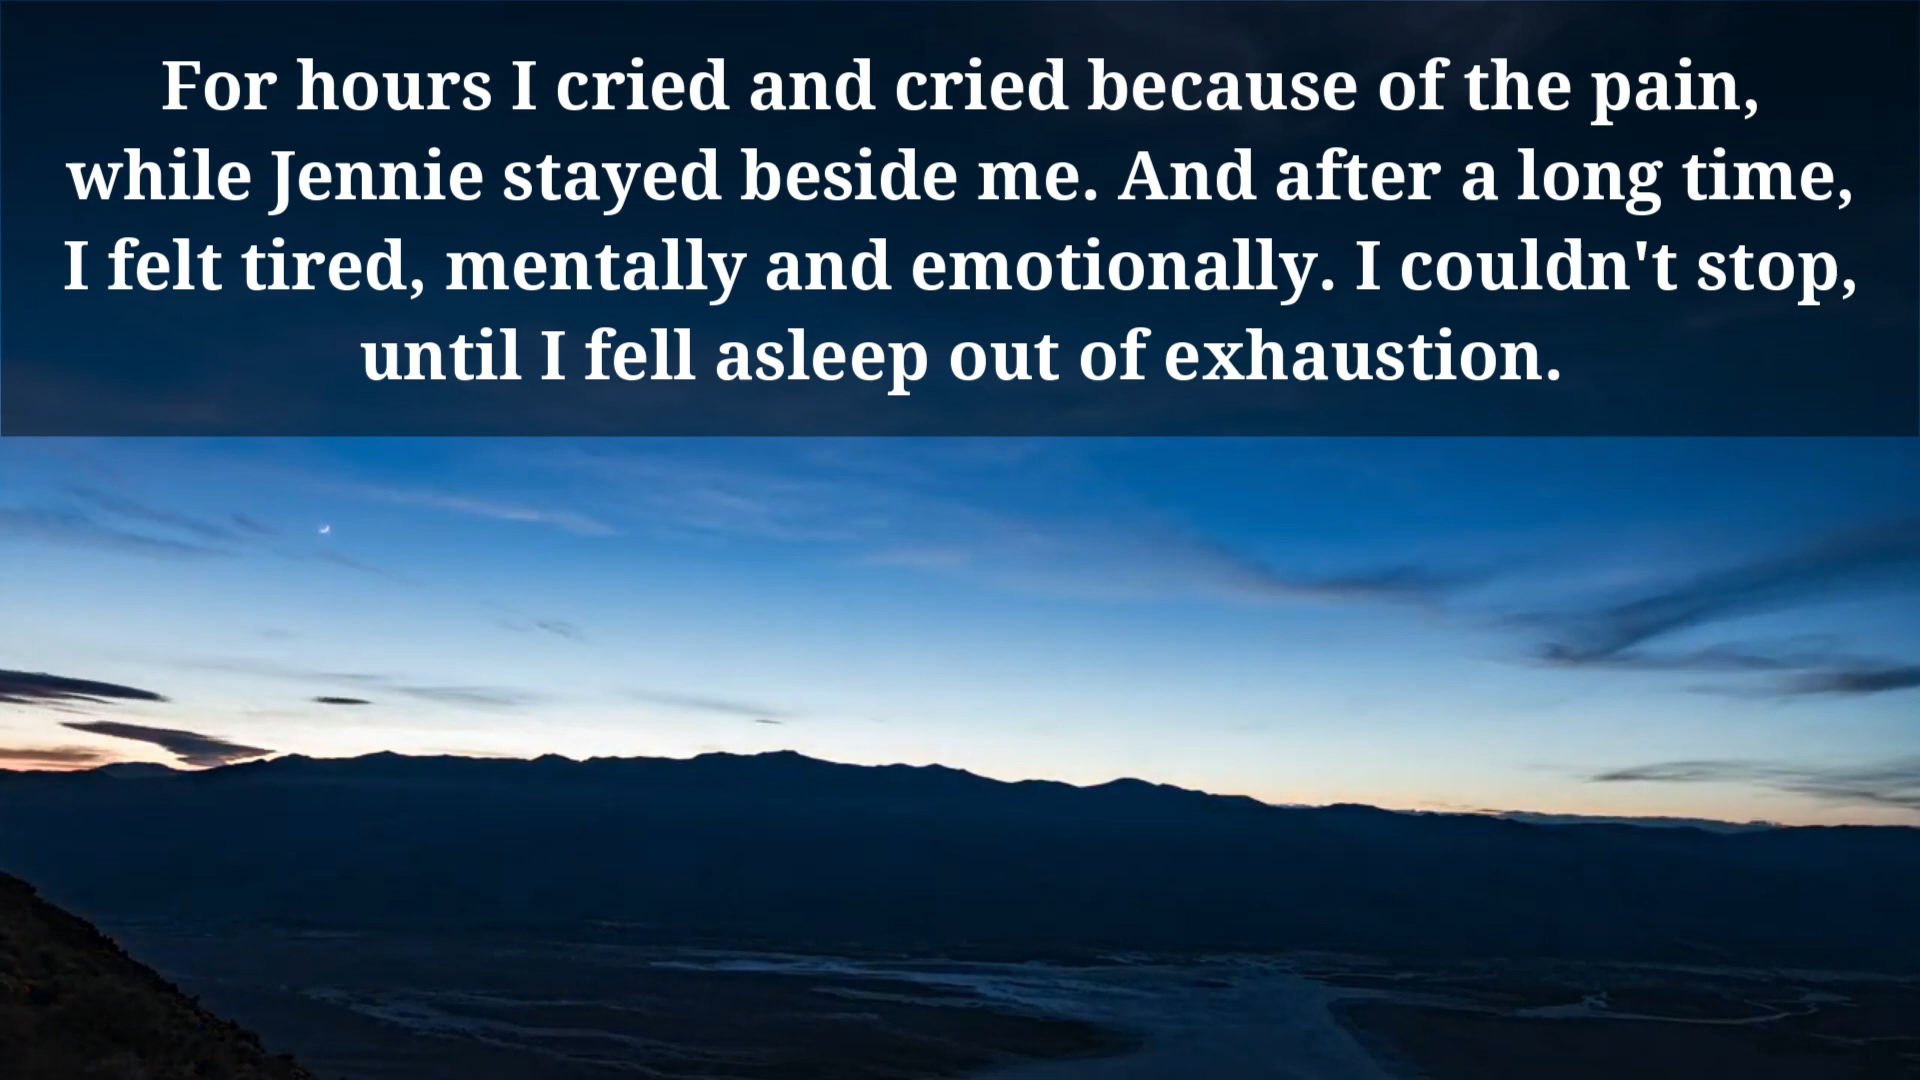 For hours I cried and cried because of the pain,
while Jennie stayed beside me. And after a long time,
I felt tired, mentally and emotionally. I couldn't stop,
until I fell asleep out of exhaustion.